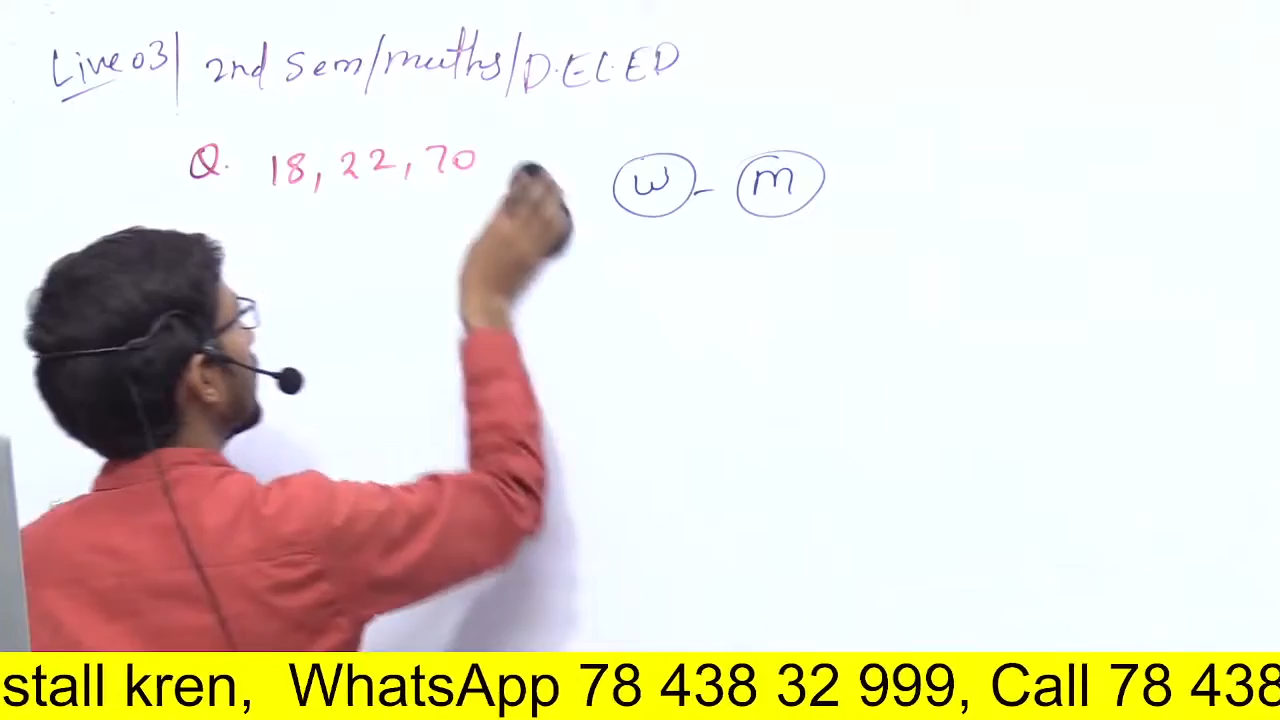 Live 03 | 2nd Sem/maths/D.EL.ED
Q. 18, 22, 70
W - m
stall kren, WhatsApp 78 438 32 999, Call 78 438